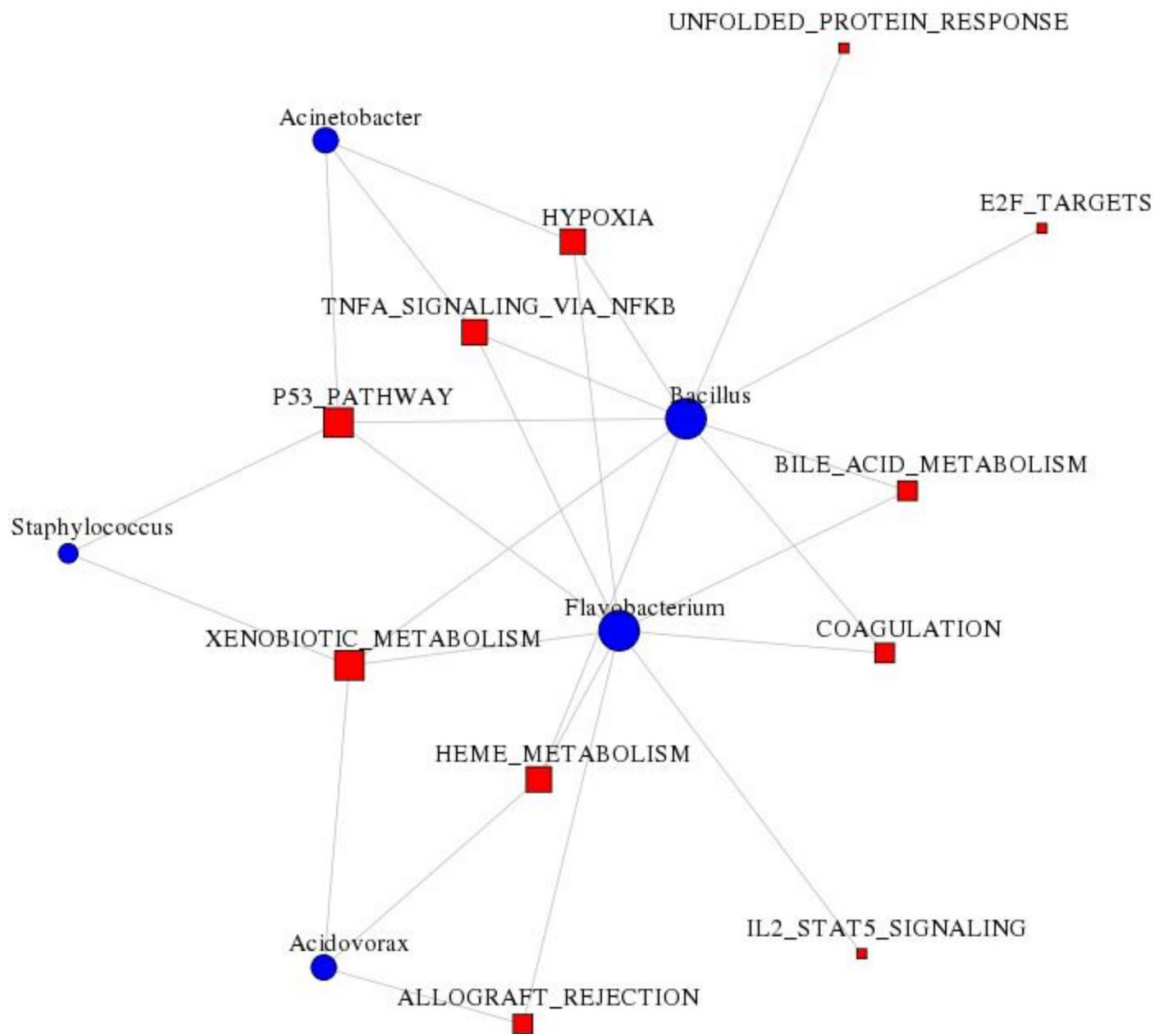 UNFOLDED_PROTEIN_RESPONSE
Acinetobacter
E2F_TARGETS
HYPOXIA
TNFA_SIGNALING_VIA_NFKB
P53_PATHWAY
Bacillus
BILE_ACID_METABOLISM
Staphylococcus
Flavobacterium
COAGULATION
XENOBIOTIC_METABOLISM
HEME_METABOLISM
IL2_STAT5_SIGNALING
Acidovorax
ALLOGRAFT_REJECTION